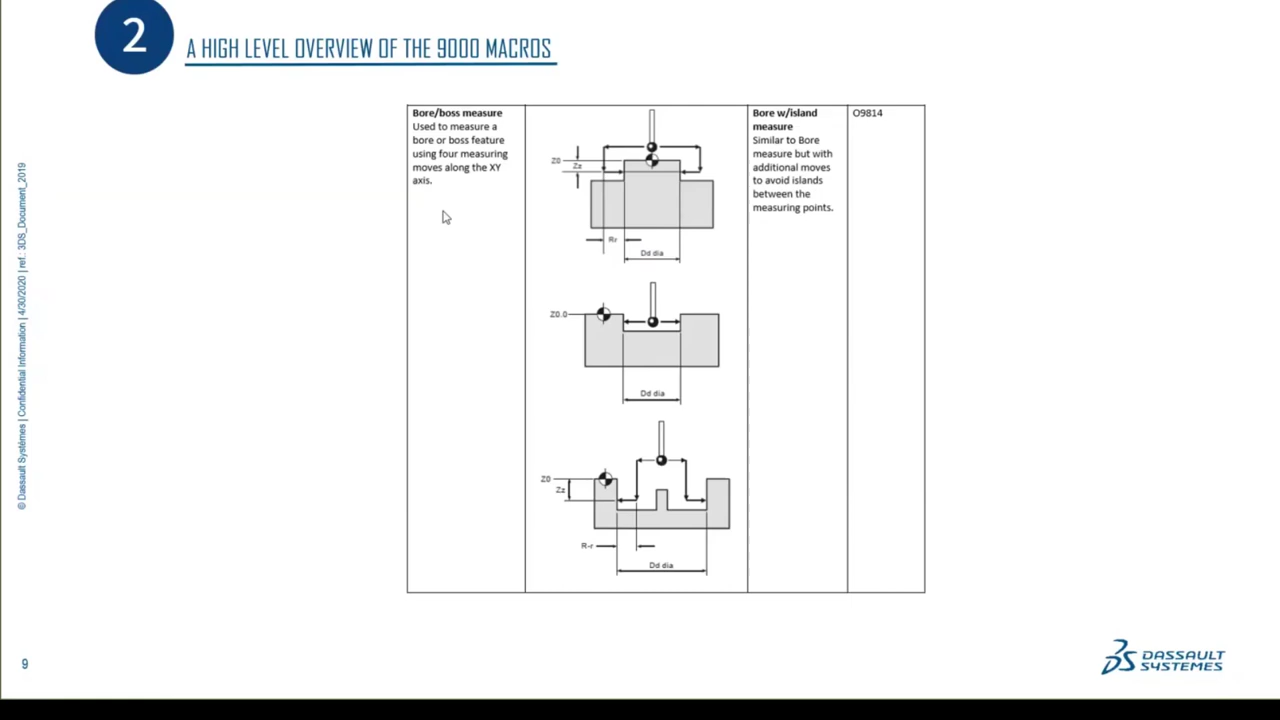 2
A HIGH LEVEL OVERVIEW OF THE 9000 MACROS
Bore/boss measure
Used to measure a
bore or boss feature
using four measuring
moves along the XY
axis.
Z0
Zz
Rr
Dd dia
Z0.0
Dd dia
Z0
Zz
R-r
Dd dia
Bore w/island
measure
Similar to Bore
measure but with
additional moves
to avoid islands
between the
measuring points.
O9814
© Dassault Systèmes | Confidential Information | 4/30/2020 | ref.: 3DS_Document_2019
9
DASSAULT
SYSTEMES